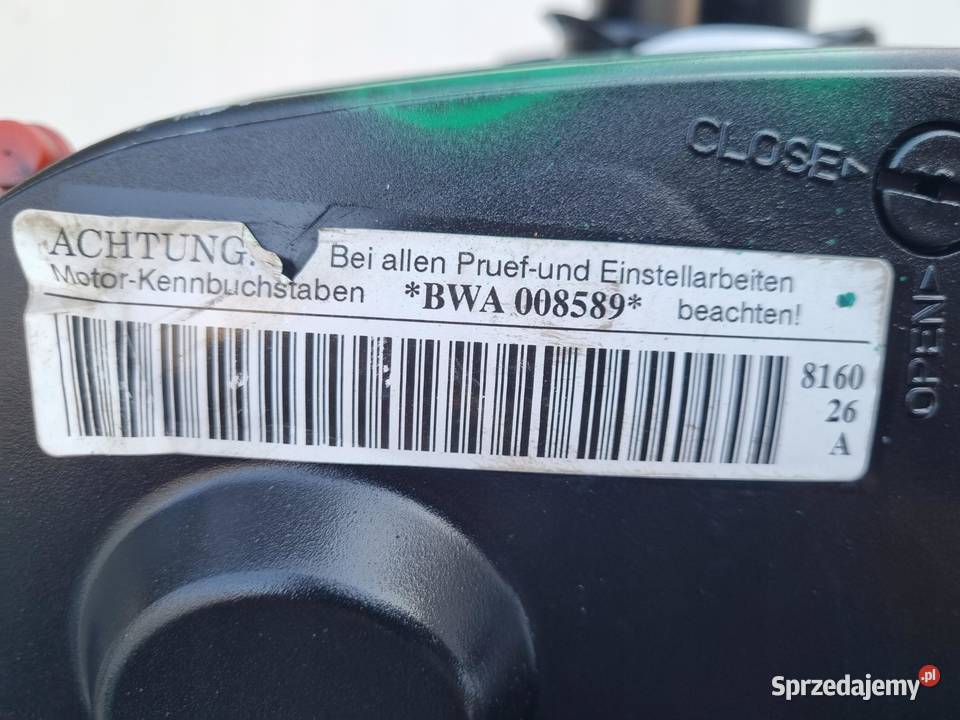 CLOSE
ACHTUNG: Bei allen Pruef-und Einstellarbeiten
Motor-Kennbuchstaben *BWA 008589* beachten!
8160
26
A
OPEN
Sprzedajemy.pl